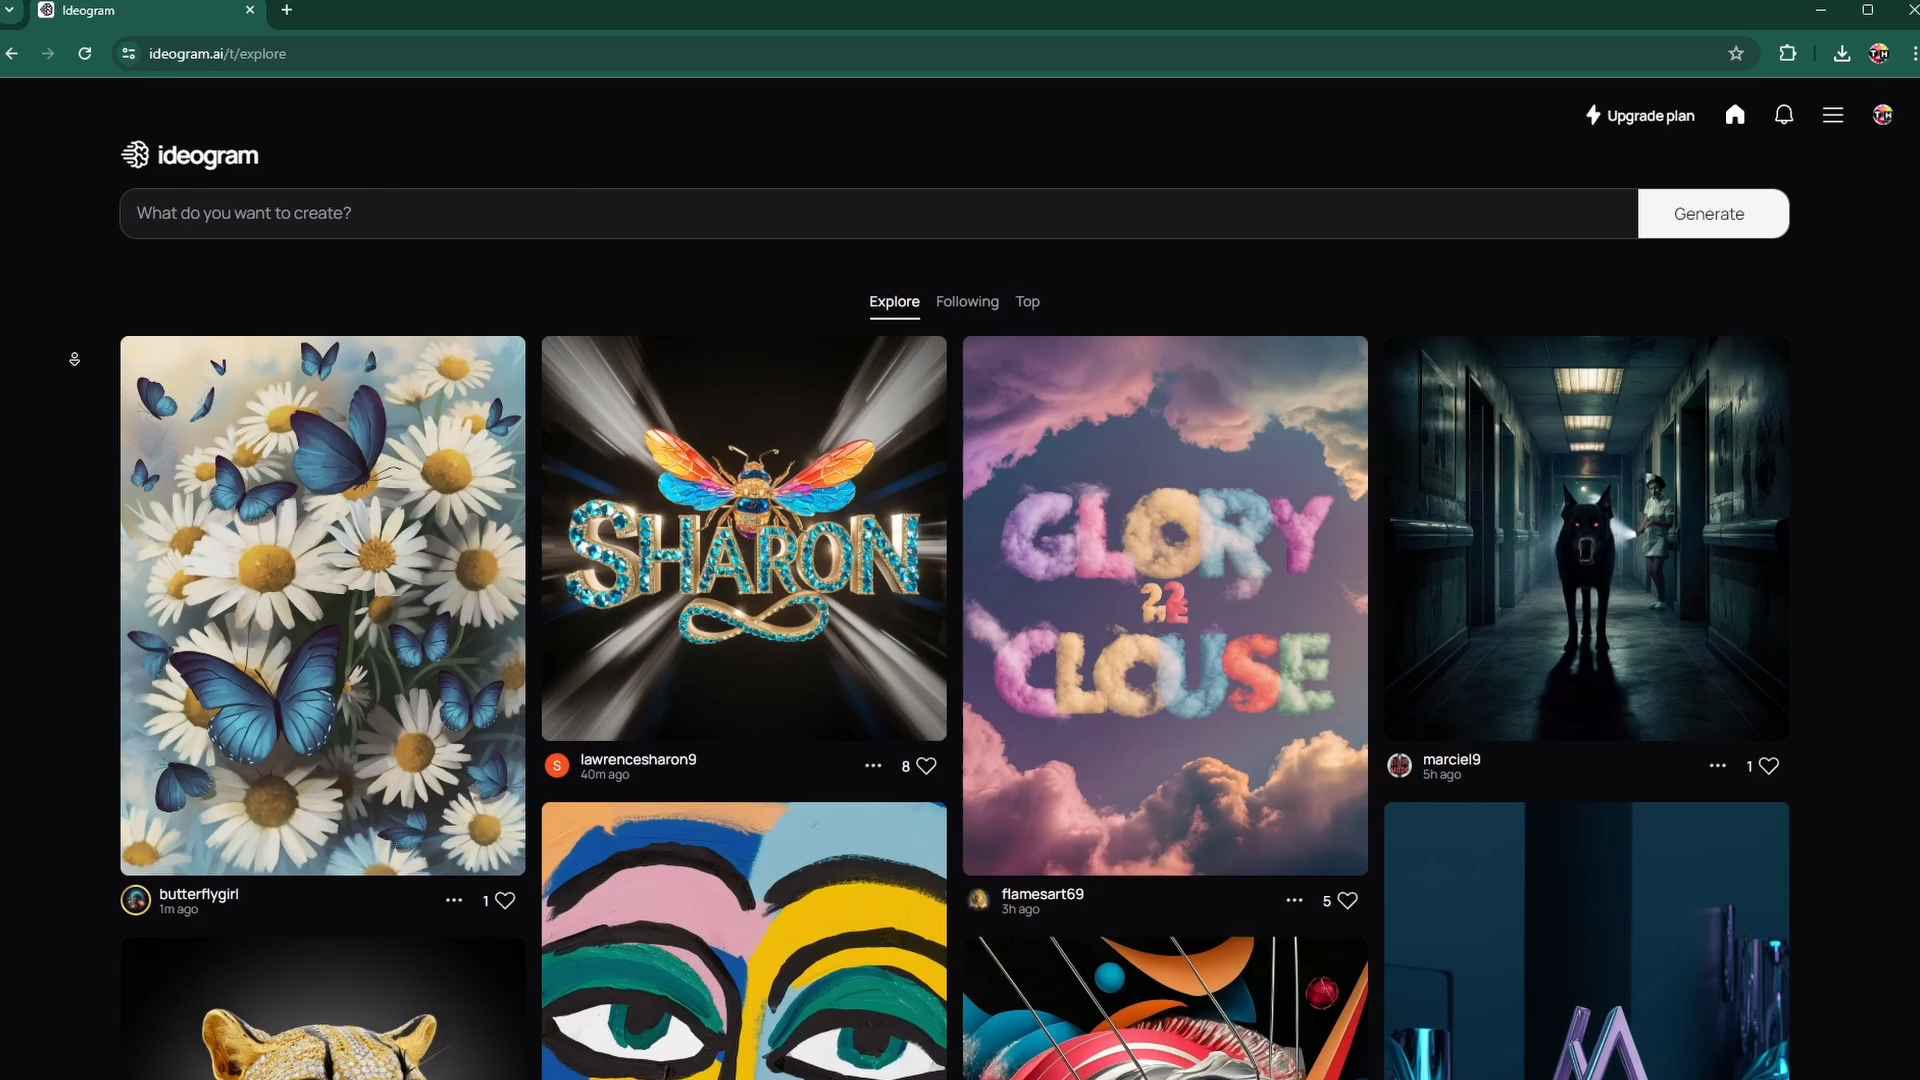 Ideogram
ideogram.ai/t/explore
Upgrade plan
ideogram
What do you want to create?
Generate
Explore
Following
Top
SHARON
GLORY
CLOUSE
lawrencesharon9
40m ago
8
marciel9
5h ago
1
S
butterflygirl
1m ago
1
flamesart69
3h ago
5